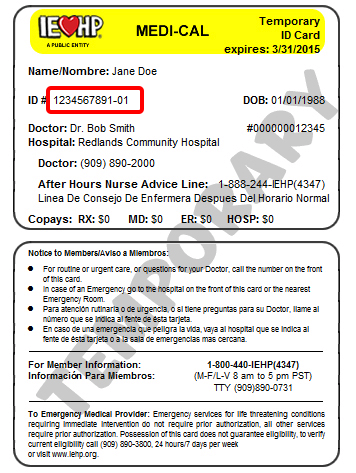 IEHP
A PUBLIC ENTITY
MEDI-CAL
Temporary
ID Card
expires: 3/31/2015
Name/Nombre: Jane Doe
ID # 1234567891-01 DOB: 01/01/1988
Doctor: Dr. Bob Smith #000000012345
Hospital: Redlands Community Hospital
Doctor: (909) 890-2000
After Hours Nurse Advice Line: 1-888-244-IEHP(4347)
Linea De Consejo De Enfermera Despues Del Horario Normal
Copays: RX: $0 MD: $0 ER: $0 HOSP: $0
TEMPORARY
Notice to Members/Aviso a Miembros:
● For routine or urgent care, or questions for your Doctor, call the number on the front
of this card.
● In case of an Emergency go to the hospital on the front of this card or the nearest
Emergency Room.
● Para atención rutinaria o de urgencia, o si tiene preguntas para su Doctor, llame al
número que se indica al fente de ésta tarjeta.
● En caso de una emergencia que peligra la vida, vaya al hospital que se indica al
fente de ésta tarjeta o a la sala de emergencias mas cercana.
For Member Information: 1-800-440-IEHP(4347)
Información Para Miembros: (M-F/L-V 8 am to 5 pm PST)
TTY (909)890-0731
To Emergency Medical Provider: Emergency services for life threatening conditions
requiring immediate intervention do not require prior authorization, all other services
require prior authorization. Possession of this card does not guarantee eligibility, to verify
current eligibility call (909) 890-3800, 24 hours/7 days per week
or visit www.iehp.org.
TEMPORARY